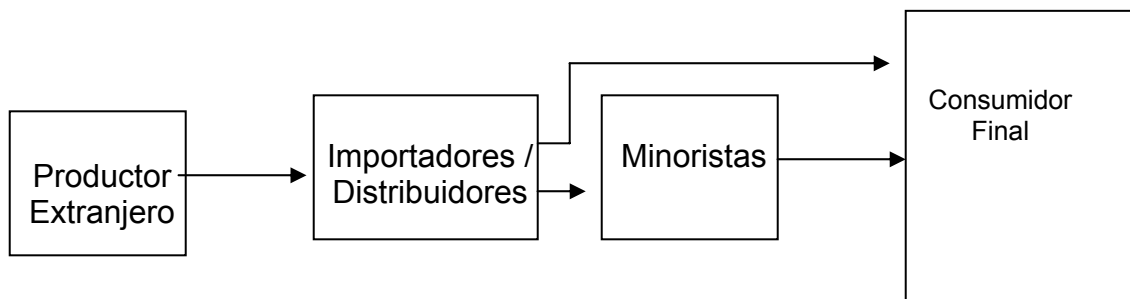 Productor
Extranjero
Importadores /
Distribuidores
Minoristas
Consumidor
Final